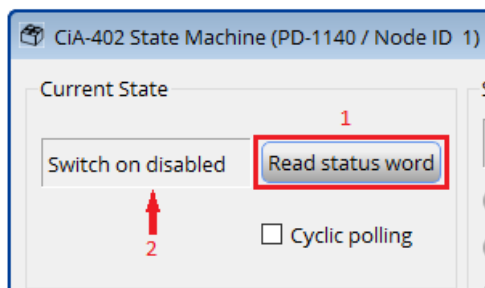 CiA-402 State Machine (PD-1140 / Node ID 1)
Current State
1
Switch on disabled
Read status word
2
Cyclic polling